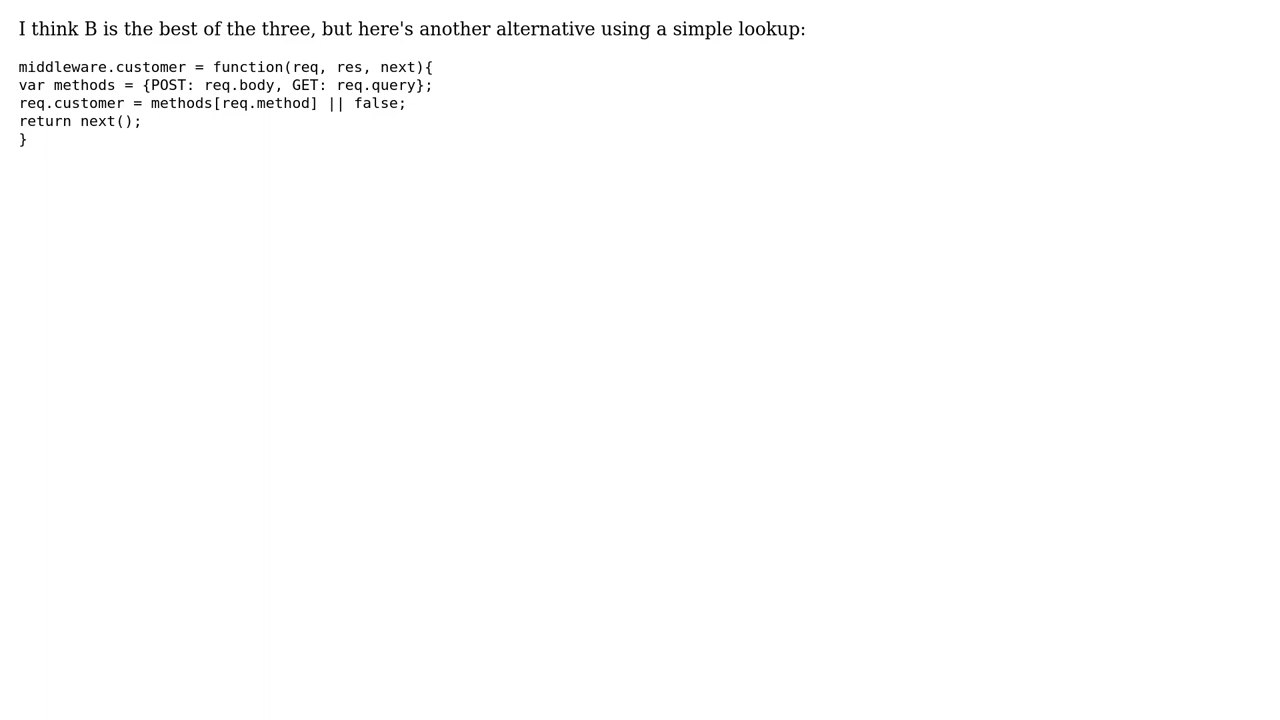 I think B is the best of the three, but here's another alternative using a simple lookup:
middleware.customer = function(req, res, next){
var methods = {POST: req.body, GET: req.query};
req.customer = methods[req.method] || false;
return next();
}